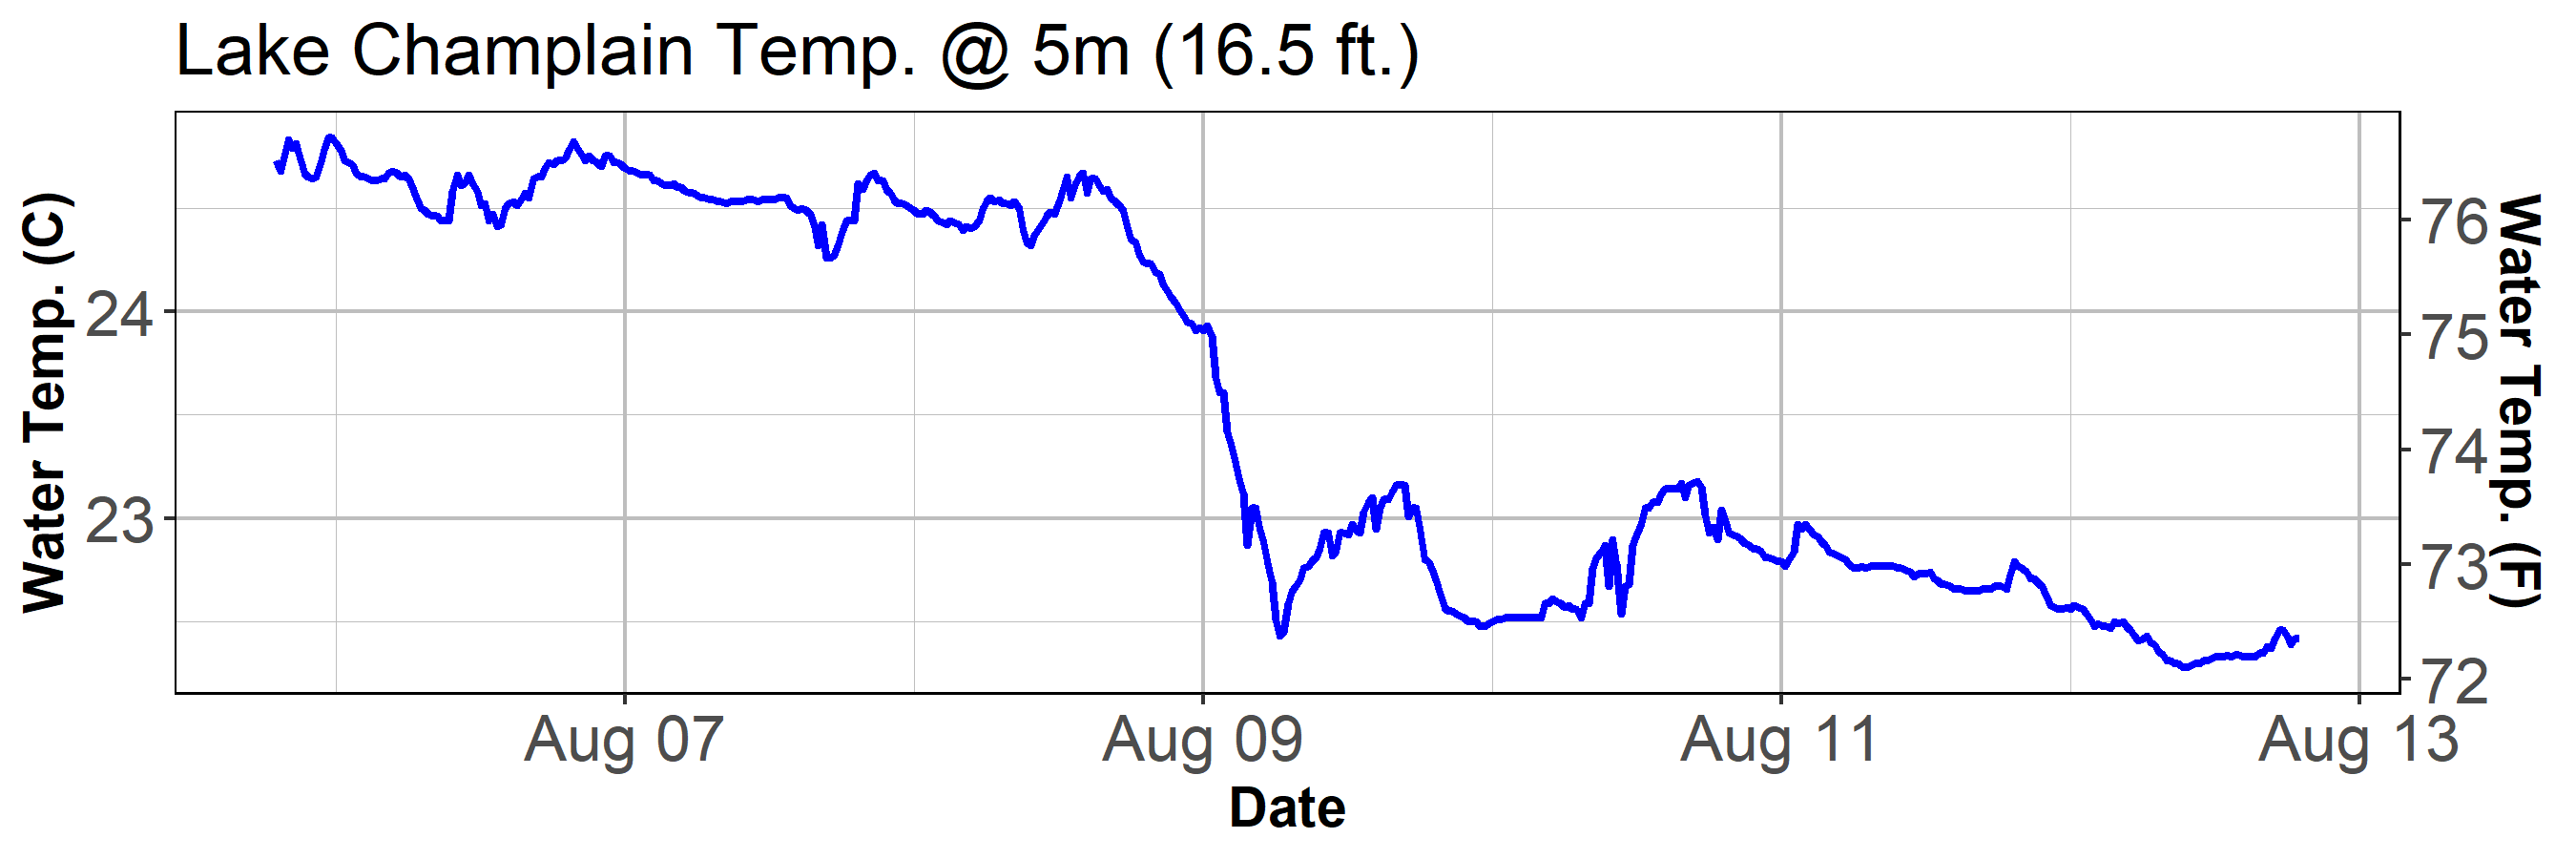 Lake Champlain Temp. @ 5m (16.5 ft.)
Water Temp. (C)
24
23
76
75
74
73
72
Water Temp. (F)
Aug 07
Aug 09
Aug 11
Aug 13
Date